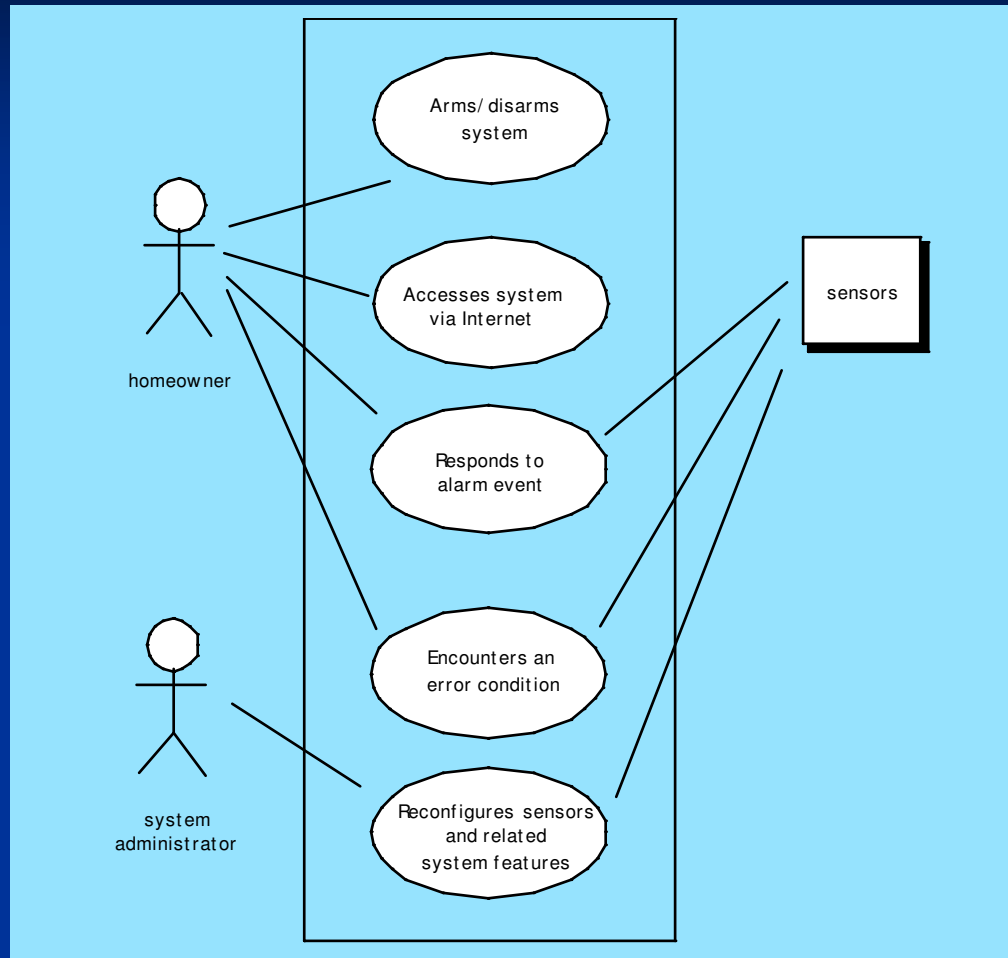 Arms/ disarms
system
Accesses system
via Internet
sensors
homeowner
Responds to
alarm event
Encounters an
error condition
system
administrator
Reconfigures sensors
and related
system features